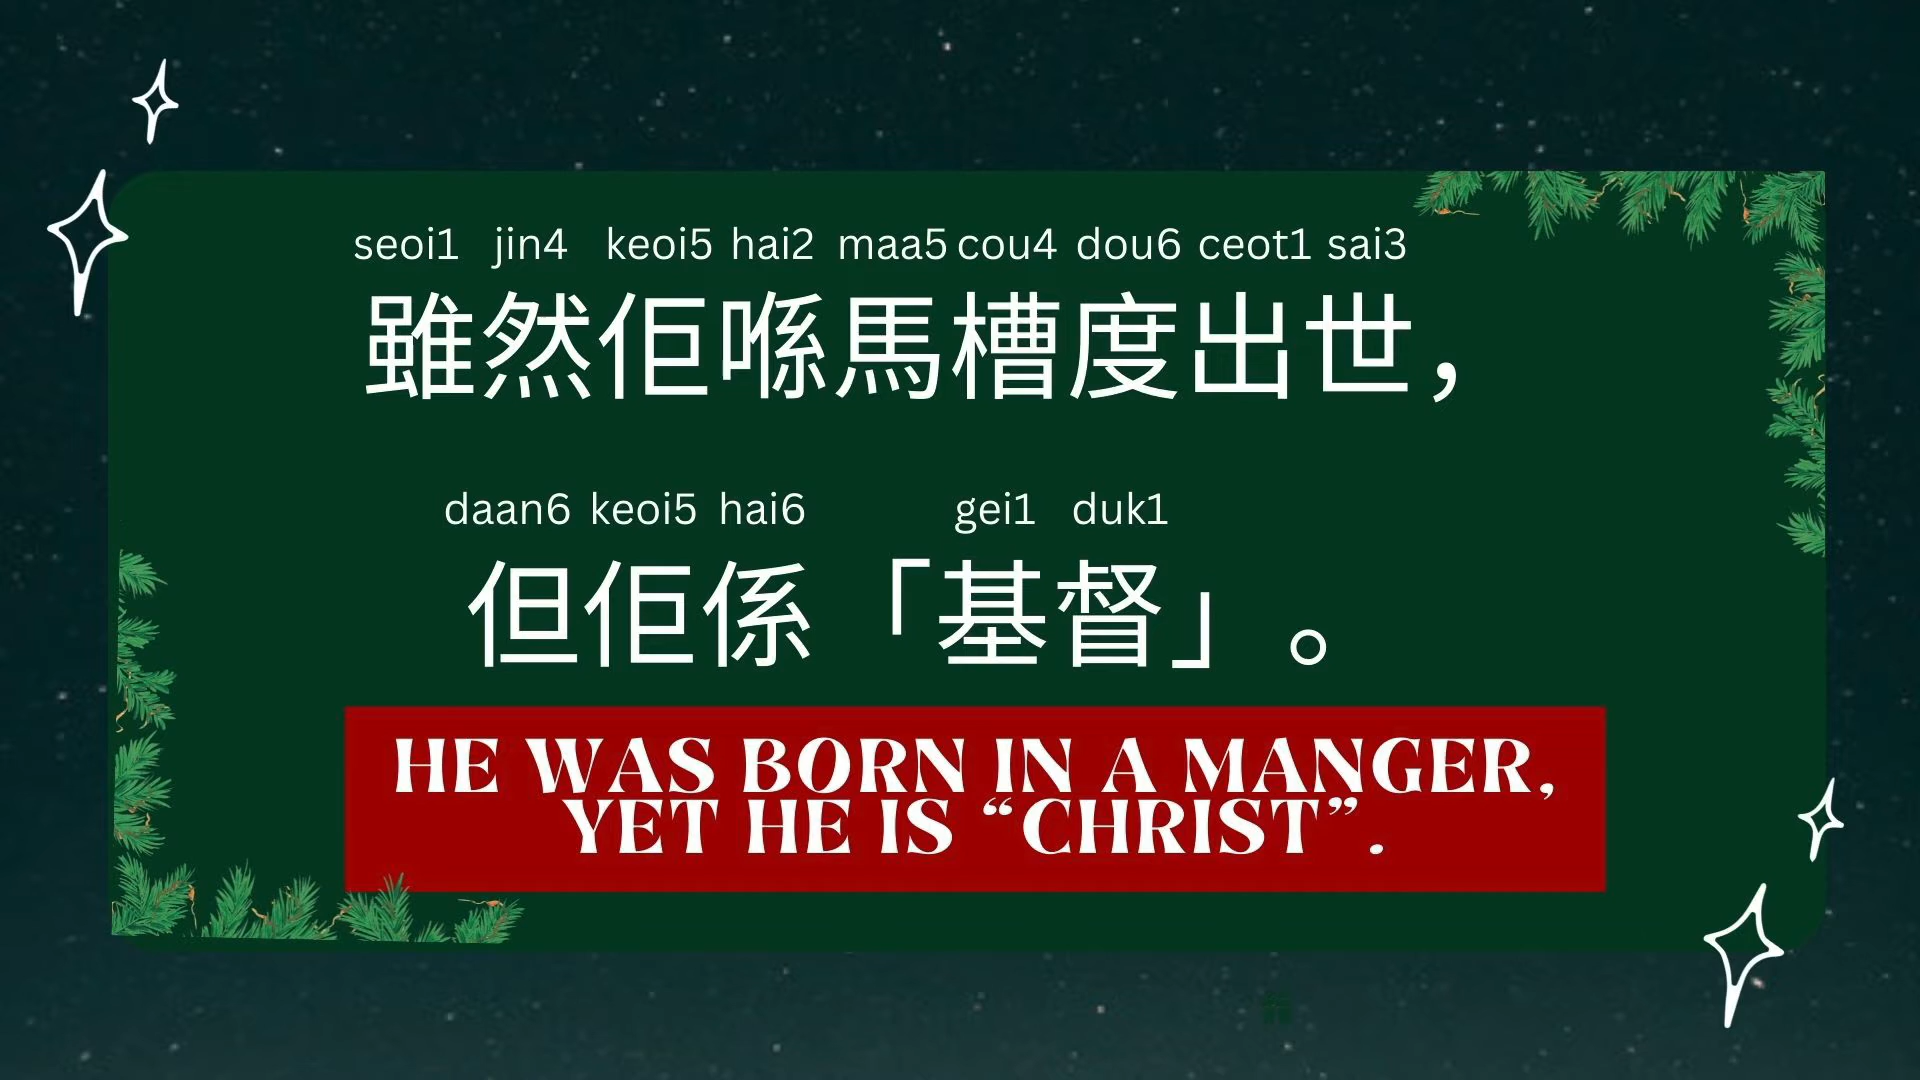 seoi1 jin4 keoi5 hai2 maa5 cou4 dou6 ceot1 sai3
雖然佢喺馬槽度出世，
daan6 keoi5 hai6 gei1 duk1
但佢係「基督」。
HE WAS BORN IN A MANGER,
YET HE IS “CHRIST”.